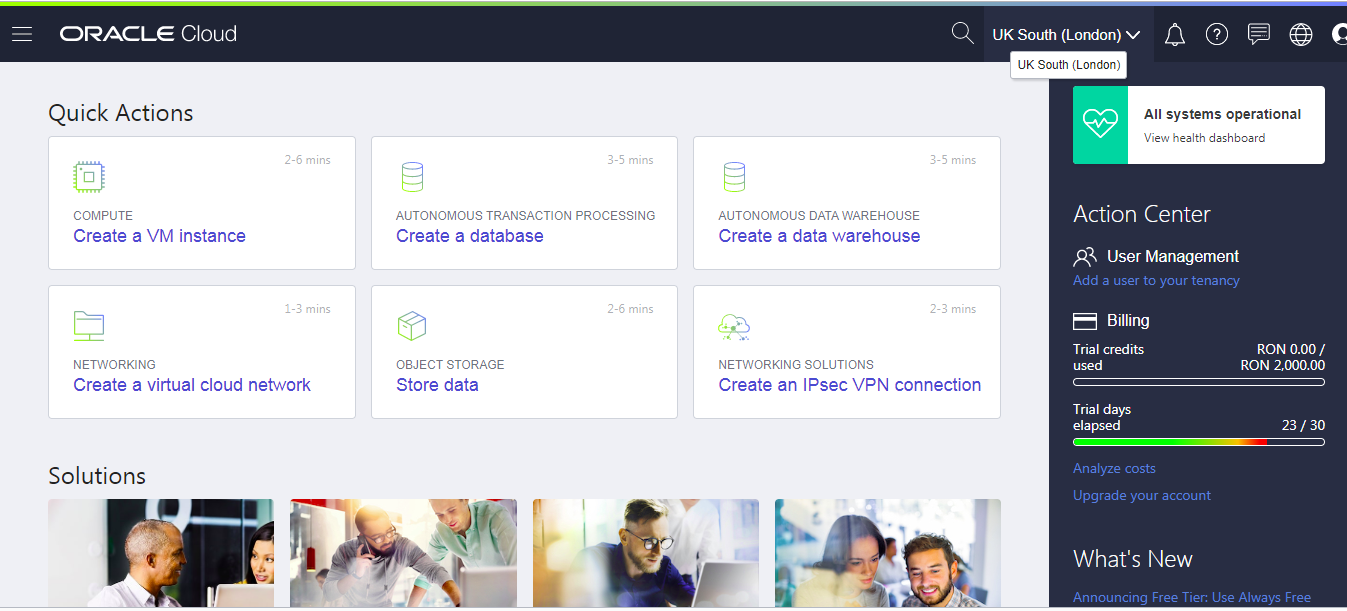 ORACLE Cloud
UK South (London)
UK South (London)
Quick Actions
2-6 mins
COMPUTE
Create a VM instance
3-5 mins
AUTONOMOUS TRANSACTION PROCESSING
Create a database
3-5 mins
AUTONOMOUS DATA WAREHOUSE
Create a data warehouse
1-3 mins
NETWORKING
Create a virtual cloud network
2-6 mins
OBJECT STORAGE
Store data
2-3 mins
NETWORKING SOLUTIONS
Create an IPsec VPN connection
Solutions
All systems operational
View health dashboard
Action Center
User Management
Add a user to your tenancy
Billing
Trial credits used
RON 0.00 /
RON 2,000.00
Trial days elapsed
23 / 30
Analyze costs
Upgrade your account
What's New
Announcing Free Tier: Use Always Free